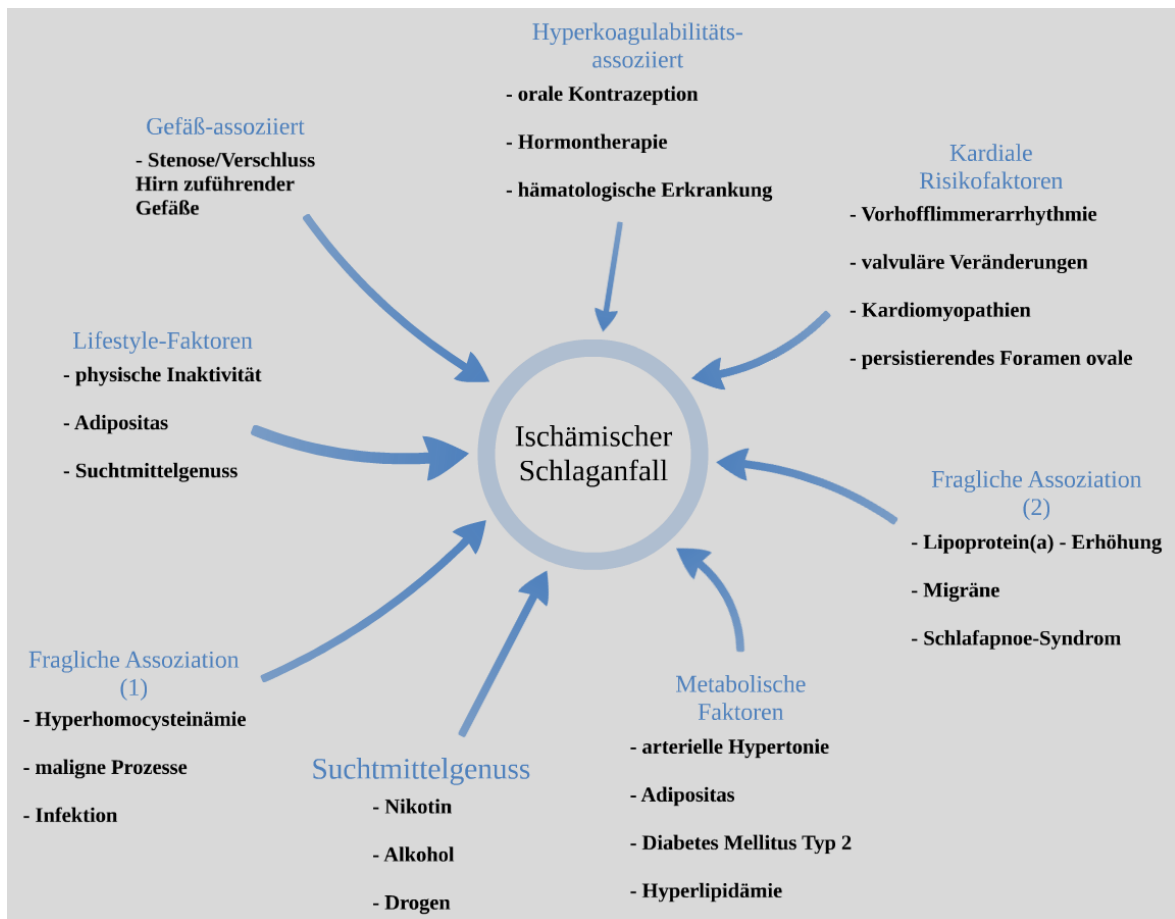 Hyperkoagulabilitäts-
assoziiert
- orale Kontrazeption
- Hormontherapie
- hämatologische Erkrankung
Gefäß-assoziiert
- Stenose/Verschluss
Hirn zuführender
Gefäße
Kardiale
Risikofaktoren
- Vorhofflimmerarrhythmie
- valvuläre Veränderungen
- Kardiomyopathien
- persistierendes Foramen ovale
Lifestyle-Faktoren
- physische Inaktivität
- Adipositas
- Suchtmittelgenuss
Ischämischer
Schlaganfall
Fragliche Assoziation
(2)
- Lipoprotein(a) - Erhöhung
- Migräne
- Schlafapnoe-Syndrom
Fragliche Assoziation
(1)
- Hyperhomocysteinämie
- maligne Prozesse
- Infektion
Suchtmittelgenuss
- Nikotin
- Alkohol
- Drogen
Metabolische
Faktoren
- arterielle Hypertonie
- Adipositas
- Diabetes Mellitus Typ 2
- Hyperlipidämie